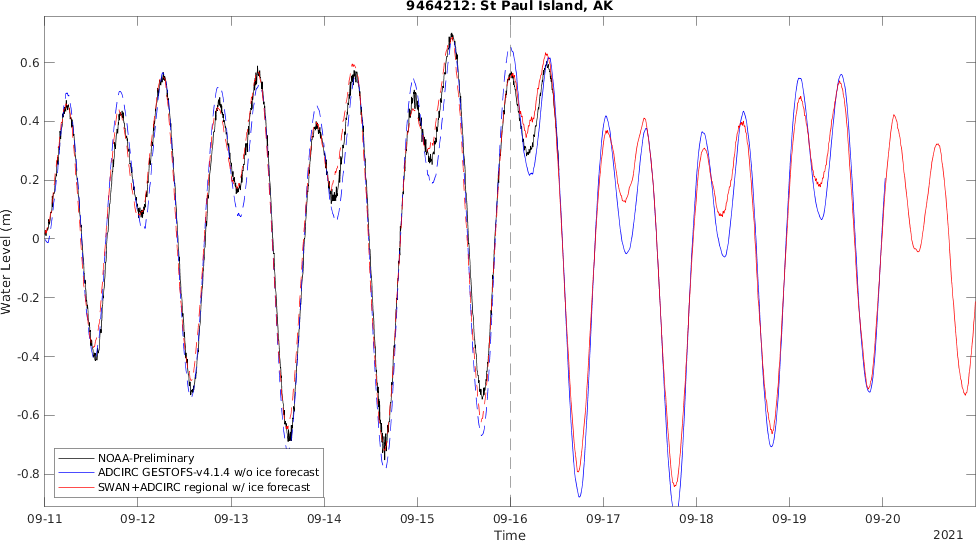 9464212: St Paul Island, AK
0.6
0.4
0.2
0
-0.2
-0.4
-0.6
-0.8
Water Level (m)
NOAA-Preliminary
ADCIRC GESTOFS-v4.1.4 w/o ice forecast
SWAN+ADCIRC regional w/ ice forecast
09-11 09-12 09-13 09-14 09-15 09-16 09-17 09-18 09-19 09-20
Time
2021